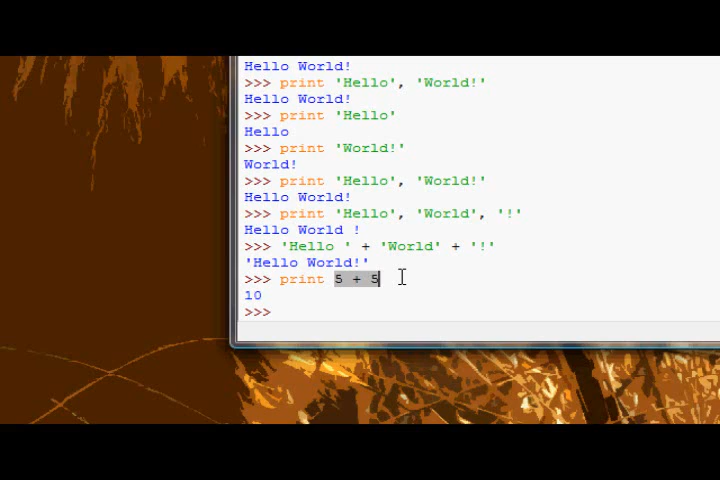 Hello World!
>>> print 'Hello', 'World!'
Hello World!
>>> print 'Hello'
Hello
>>> print 'World!'
World!
>>> print 'Hello', 'World!'
Hello World!
>>> print 'Hello', 'World', '!'
Hello World !
>>> 'Hello ' + 'World' + '!'
'Hello World!'
>>> print 5 + 5
10
>>>